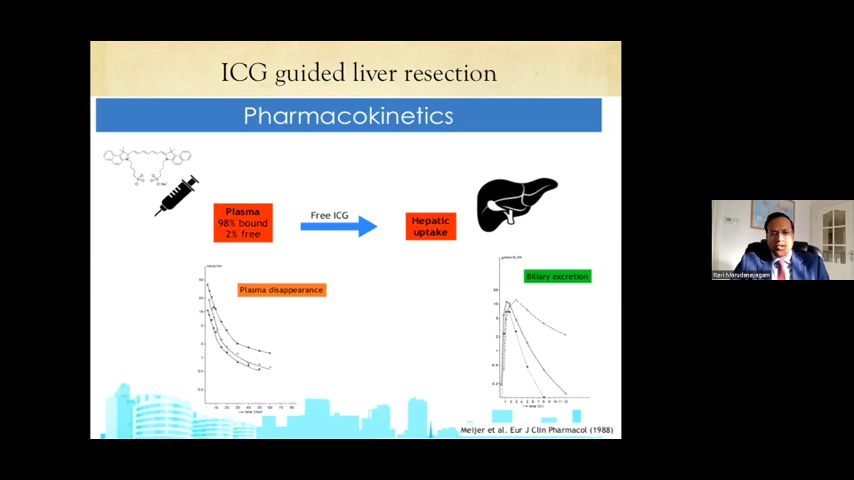 ICG guided liver resection
Pharmacokinetics
Plasma
98% bound
2% free
Free ICG
Hepatic
uptake
Plasma disappearance
Biliary excretion
Meijer et al. Eur J Clin Pharmacol (1988)
Ravi Marudanayagam